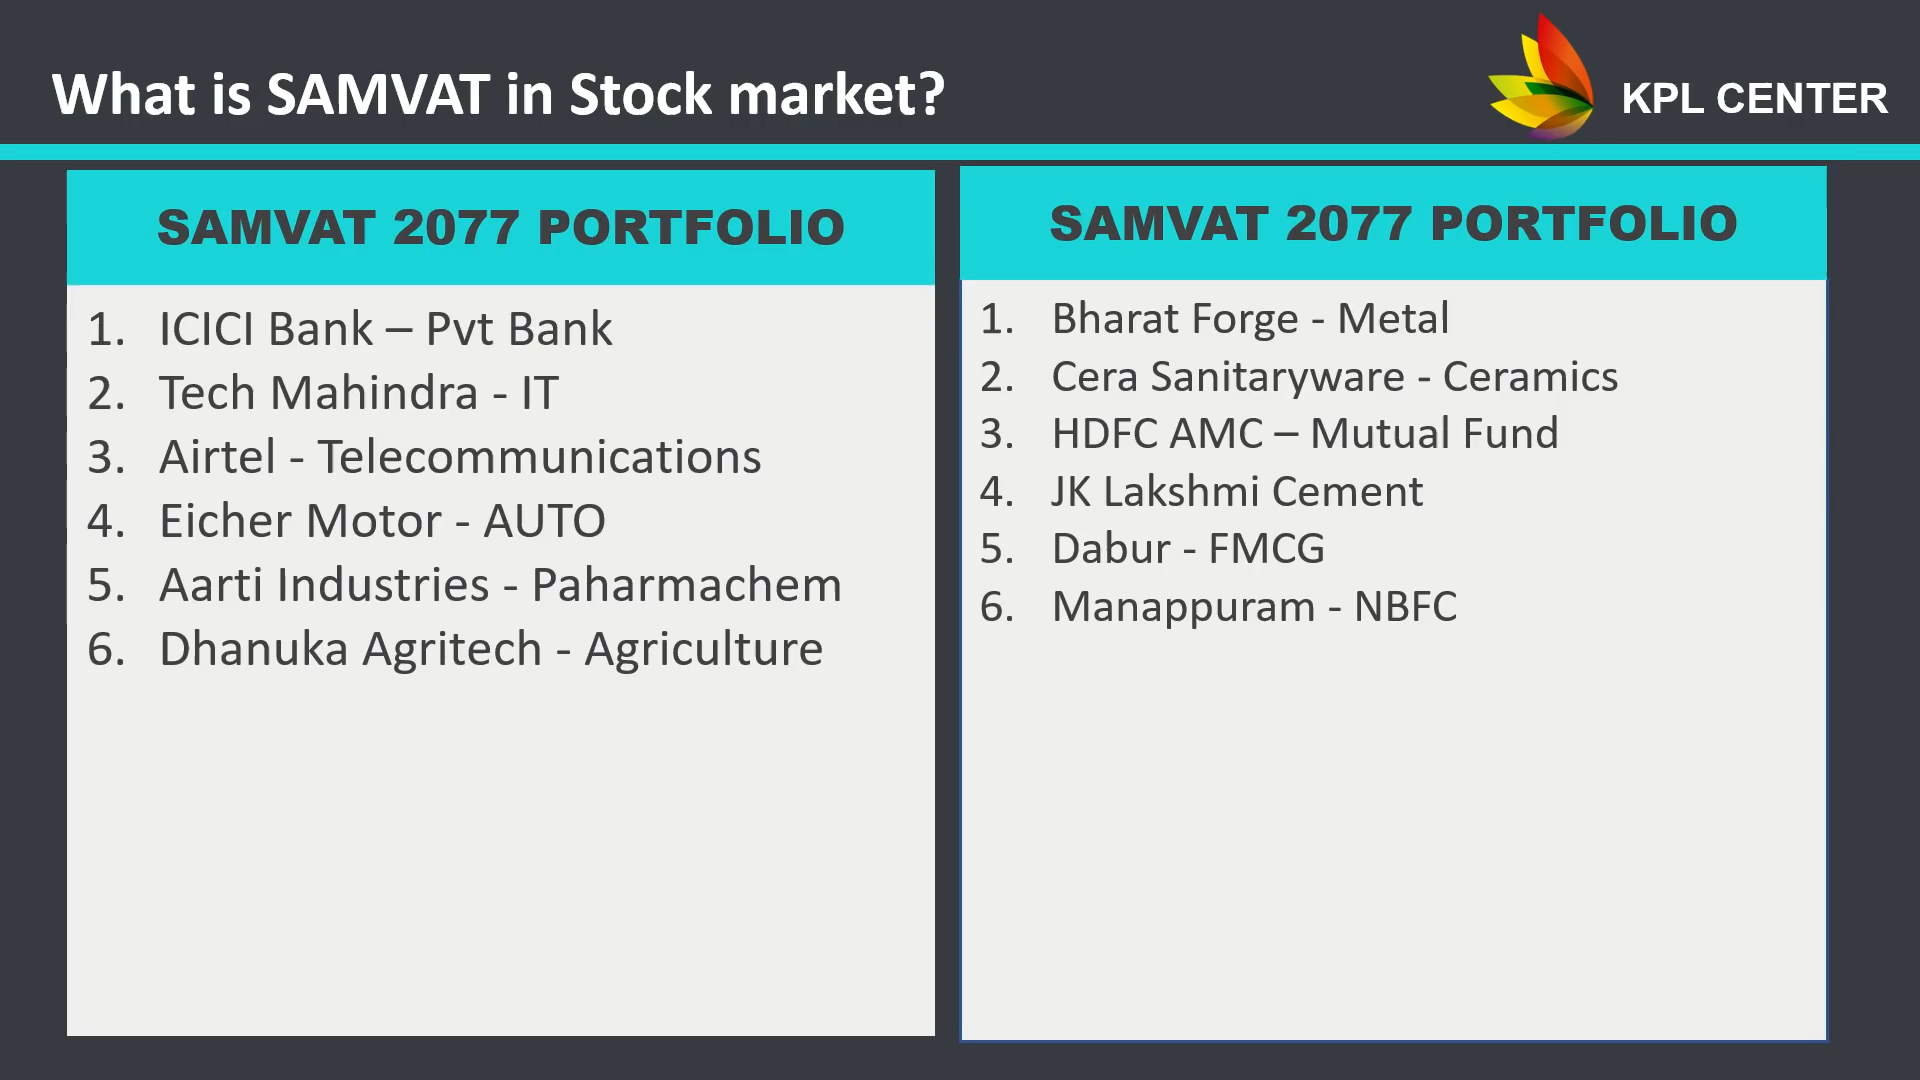 What is SAMVAT in Stock market?
KPL CENTER
SAMVAT 2077 PORTFOLIO
1. ICICI Bank – Pvt Bank
2. Tech Mahindra - IT
3. Airtel - Telecommunications
4. Eicher Motor - AUTO
5. Aarti Industries - Paharmachem
6. Dhanuka Agritech - Agriculture
SAMVAT 2077 PORTFOLIO
1. Bharat Forge - Metal
2. Cera Sanitaryware - Ceramics
3. HDFC AMC – Mutual Fund
4. JK Lakshmi Cement
5. Dabur - FMCG
6. Manappuram - NBFC